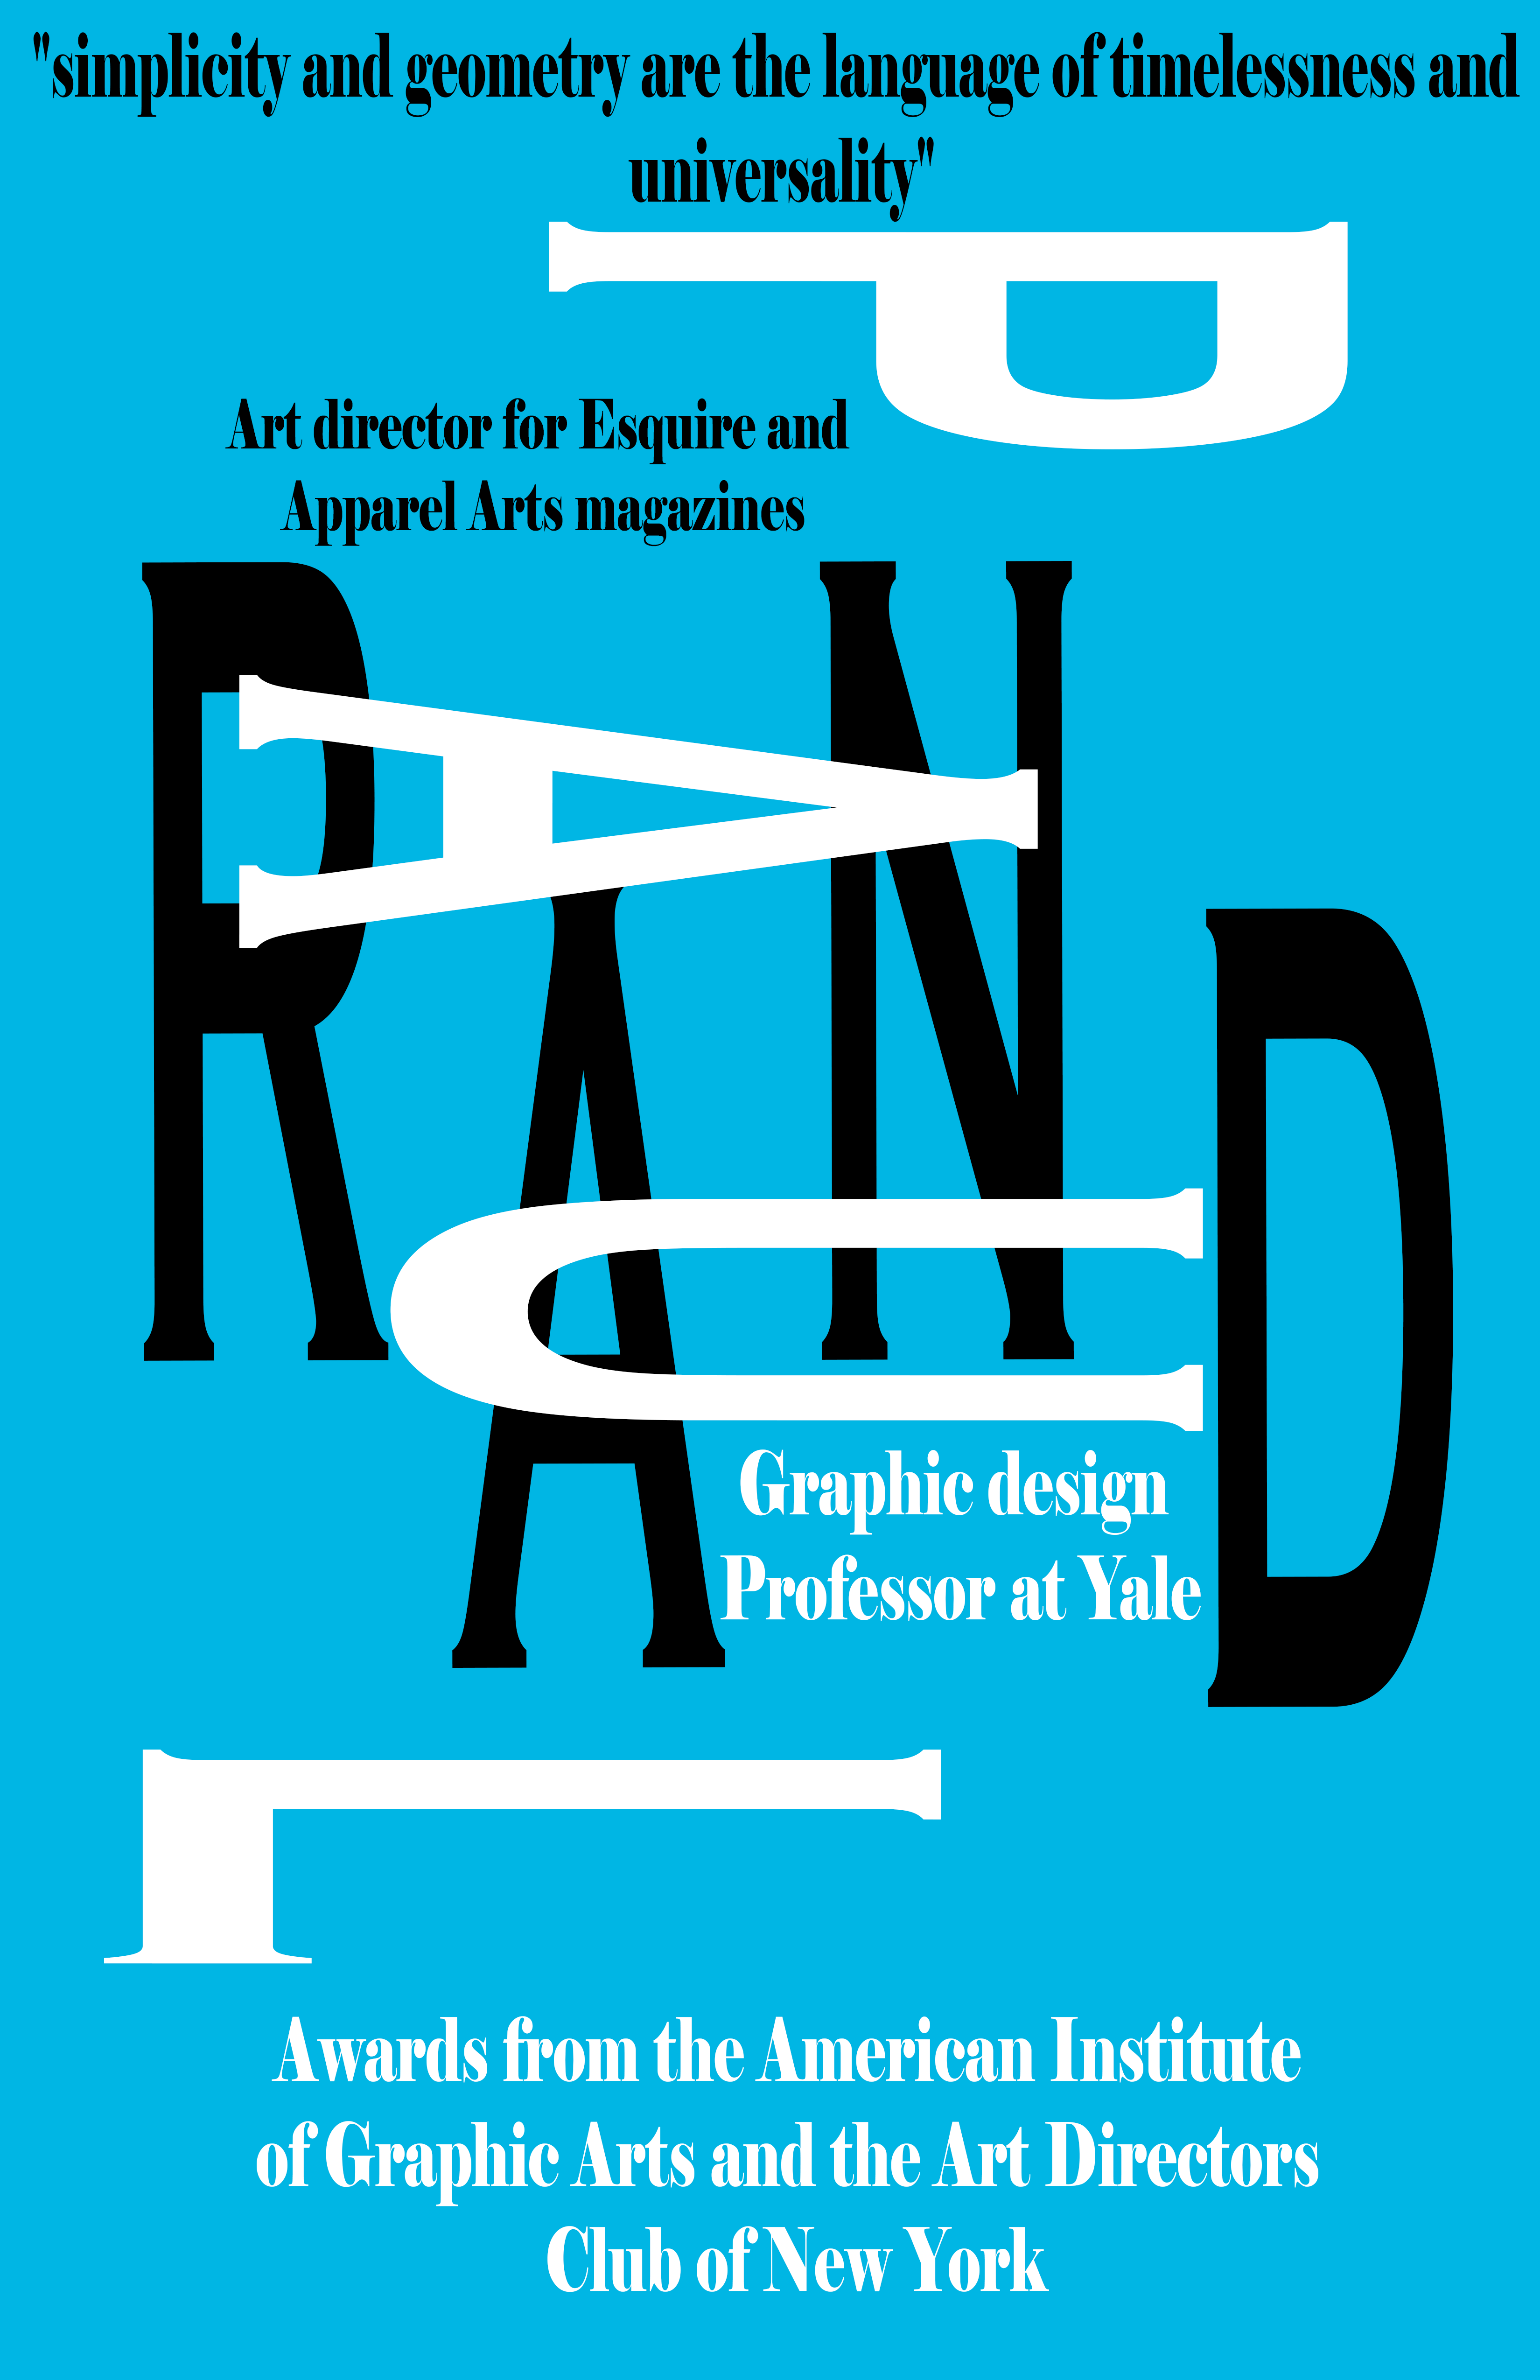 "simplicity and geometry are the language of timelessness and
universality"
P
Art director for Esquire and
Apparel Arts magazines
RAND
A
U
Graphic design
Professor at Yale
L
Awards from the American Institute
of Graphic Arts and the Art Directors
Club of New York